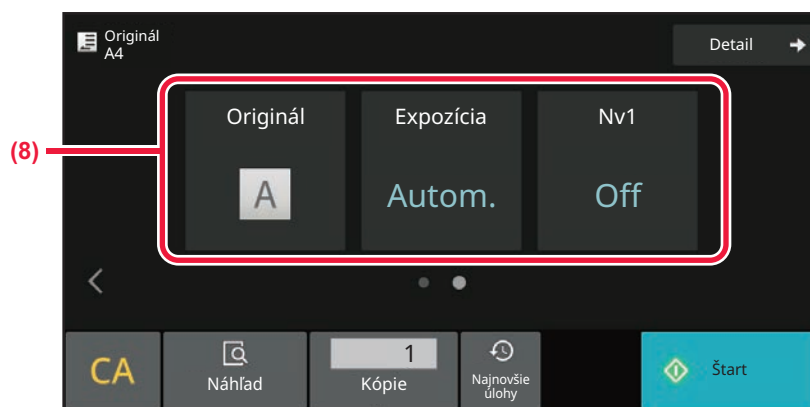 Originál
A4
Detail
(8)
Originál
Expozícia
Nv1
A
Autom.
Off
CA
Náhľad
1
Kópie
Najnovšie
úlohy
Štart